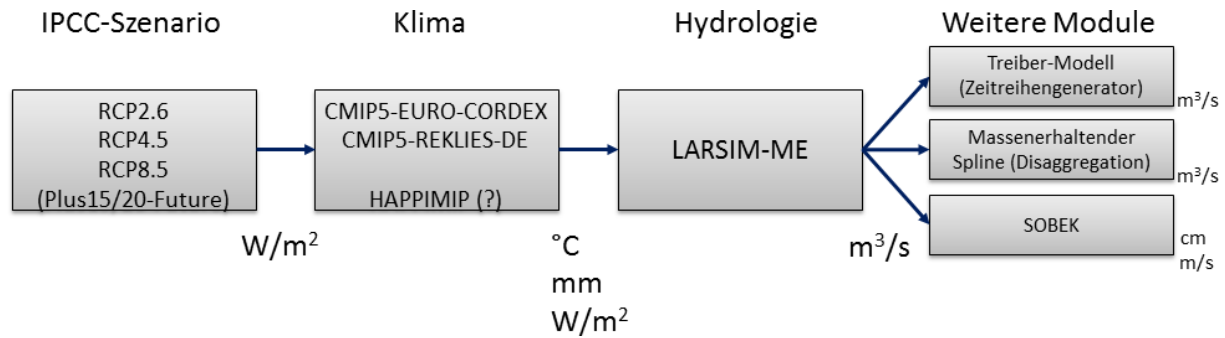 IPCC-Szenario
Klima
Hydrologie
Weitere Module
RCP2.6
RCP4.5
RCP8.5
(Plus15/20-Future)
W/m²
CMIP5-EURO-CORDEX
CMIP5-REKLIES-DE
HAPPIMIP (?)
°C
mm
W/m²
LARSIM-ME
m³/s
Treiber-Modell
(Zeitreihengenerator)
m³/s
Massenerhaltender
Spline (Disaggregation)
m³/s
SOBEK
cm
m/s